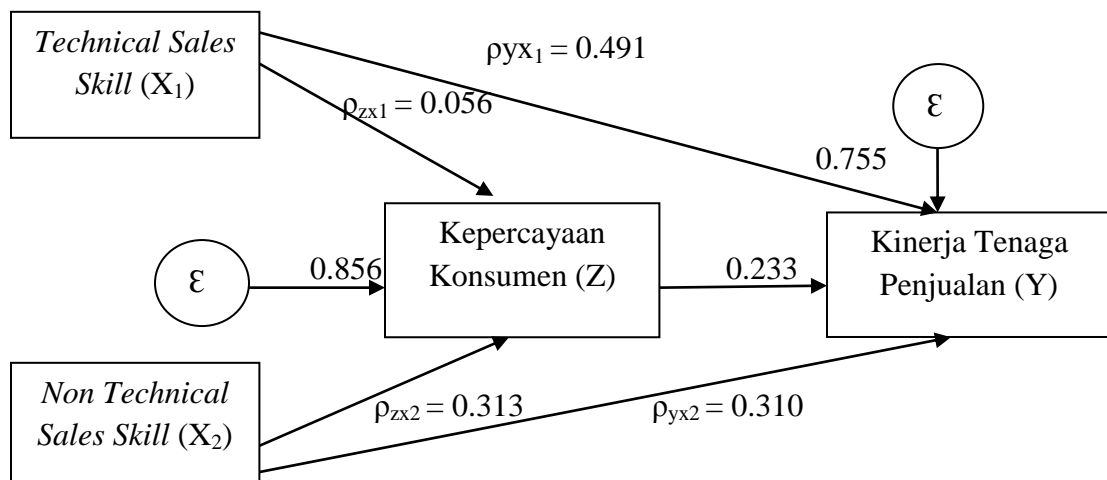 Technical Sales
Skill (X₁)
ρyx₁ = 0.491
ρzx1 = 0.056
ε
0.755
Kepercayaan
Konsumen (Z)
Kinerja Tenaga
Penjualan (Y)
ε
0.856
0.233
Non Technical
Sales Skill (X₂)
ρzx2 = 0.313
ρyx2 = 0.310